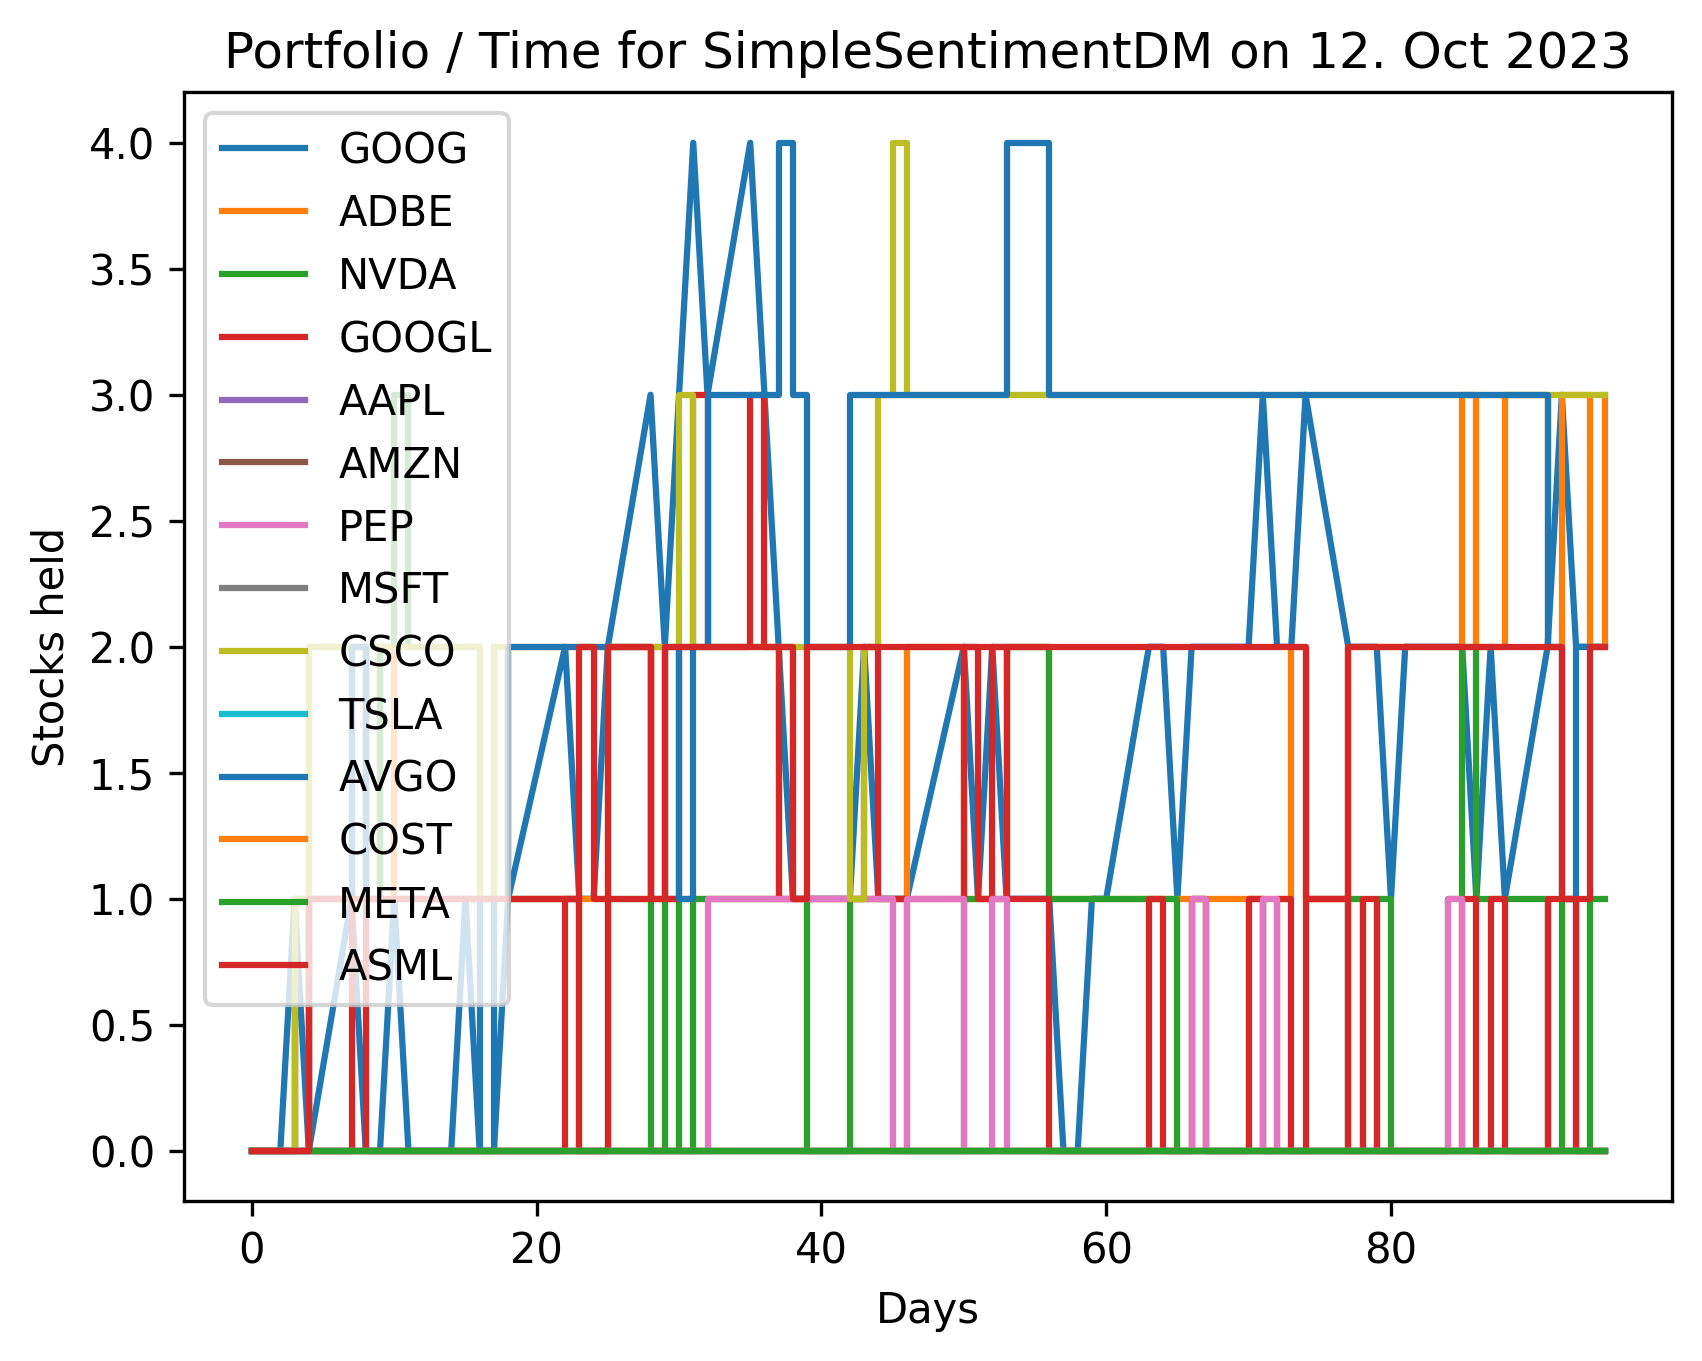 Portfolio / Time for SimpleSentimentDM on 12. Oct 2023
4.0
3.5
3.0
2.5
2.0
1.5
1.0
0.5
0.0
Stocks held
GOOG
ADBE
NVDA
GOOGL
AAPL
AMZN
PEP
MSFT
CSCO
TSLA
AVGO
COST
META
ASML
0 20 40 60 80
Days